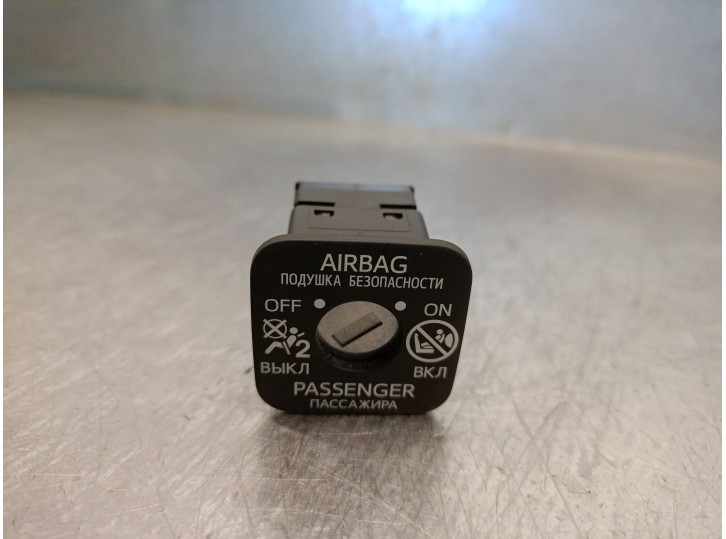 AIRBAG
ПОДУШКА БЕЗОПАСНОСТИ
OFF ON
2
ВЫКЛ ВКЛ
PASSENGER
ПАССАЖИРА